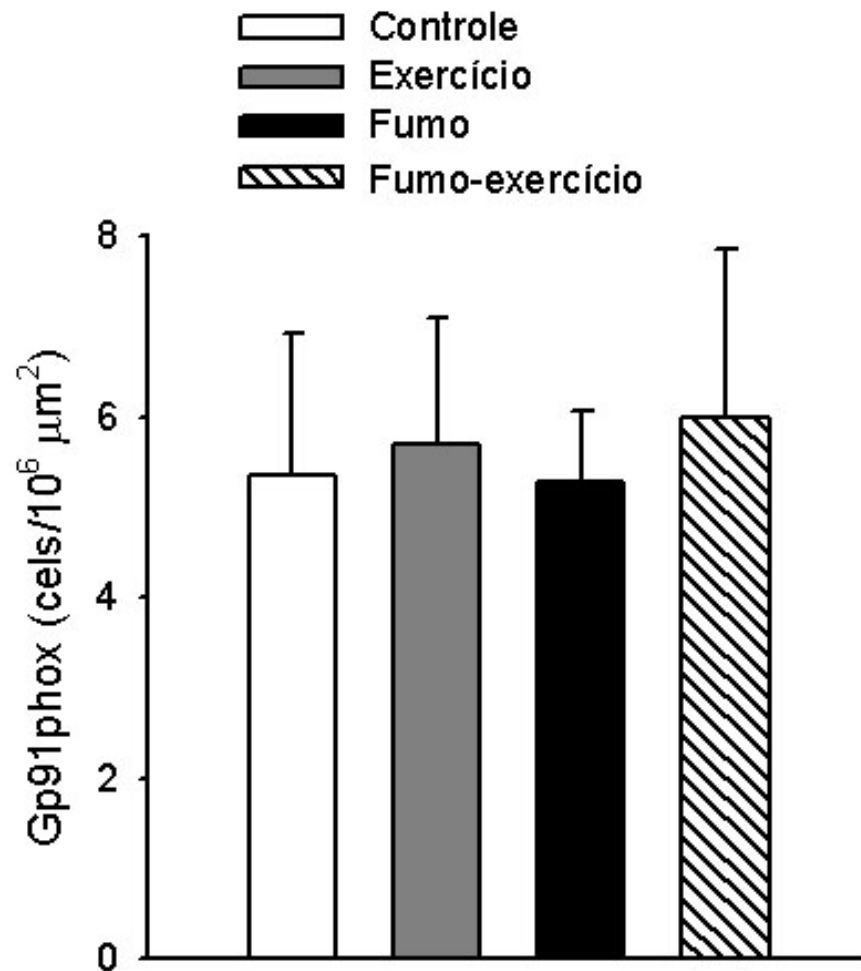 Controle
Exercício
Fumo
Fumo-exercício
8
6
4
2
0
Gp91phox (cels/10⁶ µm²)